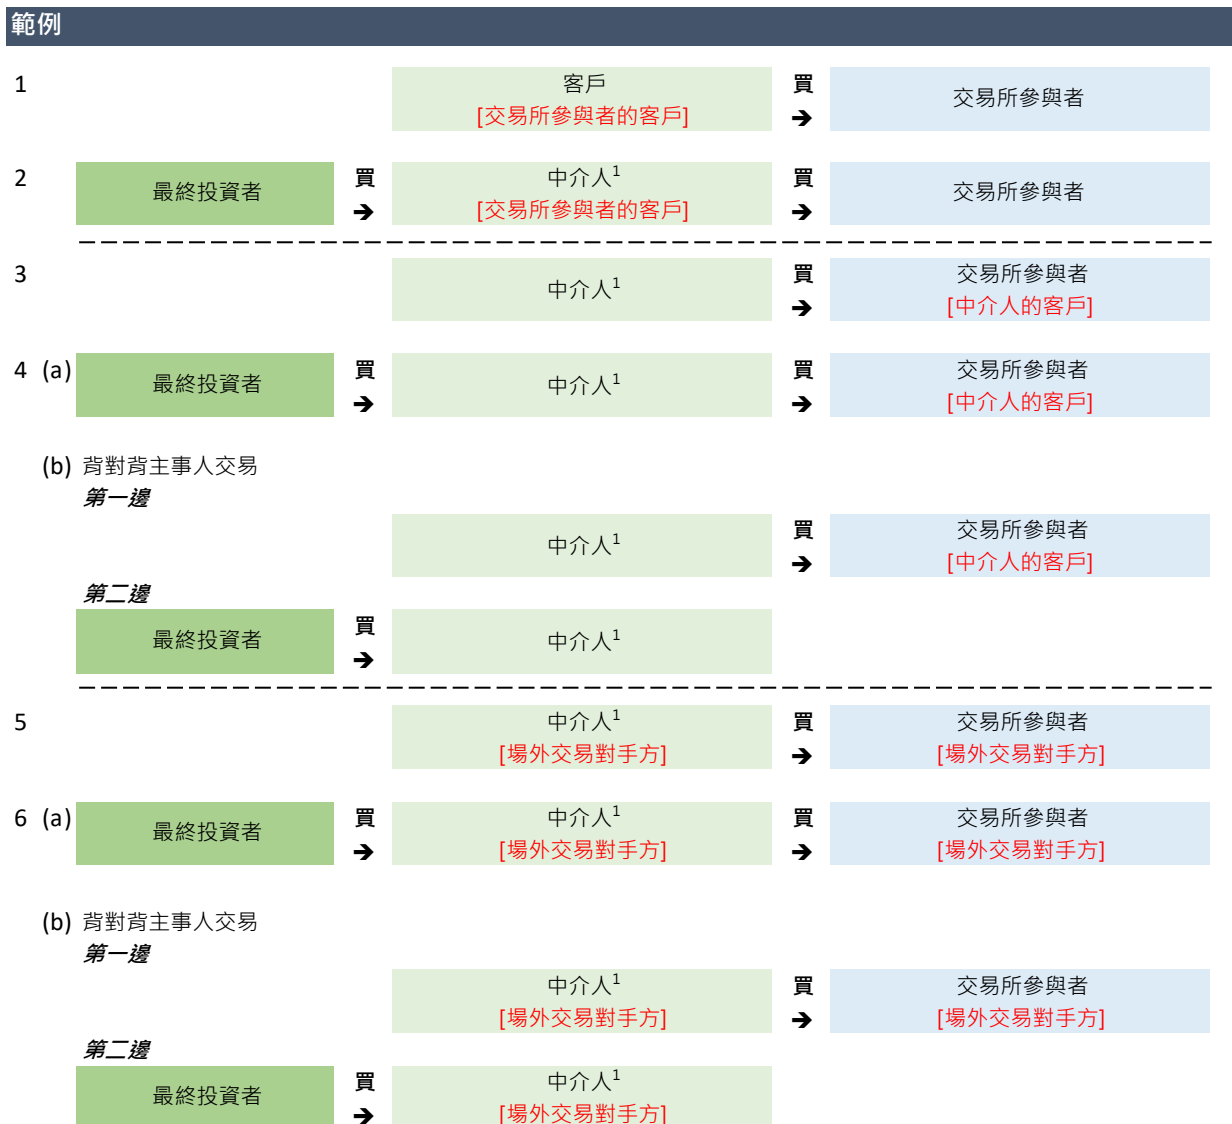 範例
1
客戶
[交易所參與者的客戶]
買
➔
交易所參與者
2
最終投資者
買
➔
中介人¹
[交易所參與者的客戶]
買
➔
交易所參與者
3
中介人¹
買
➔
交易所參與者
[中介人的客戶]
4 (a)
最終投資者
買
➔
中介人¹
買
➔
交易所參與者
[中介人的客戶]
(b) 背對背主事人交易
第一邊
中介人¹
買
➔
交易所參與者
[中介人的客戶]
第二邊
最終投資者
買
➔
中介人¹
5
中介人¹
[場外交易對手方]
買
➔
交易所參與者
[場外交易對手方]
6 (a)
最終投資者
買
➔
中介人¹
[場外交易對手方]
買
➔
交易所參與者
[場外交易對手方]
(b) 背對背主事人交易
第一邊
中介人¹
[場外交易對手方]
買
➔
交易所參與者
[場外交易對手方]
第二邊
最終投資者
買
➔
中介人¹
[場外交易對手方]